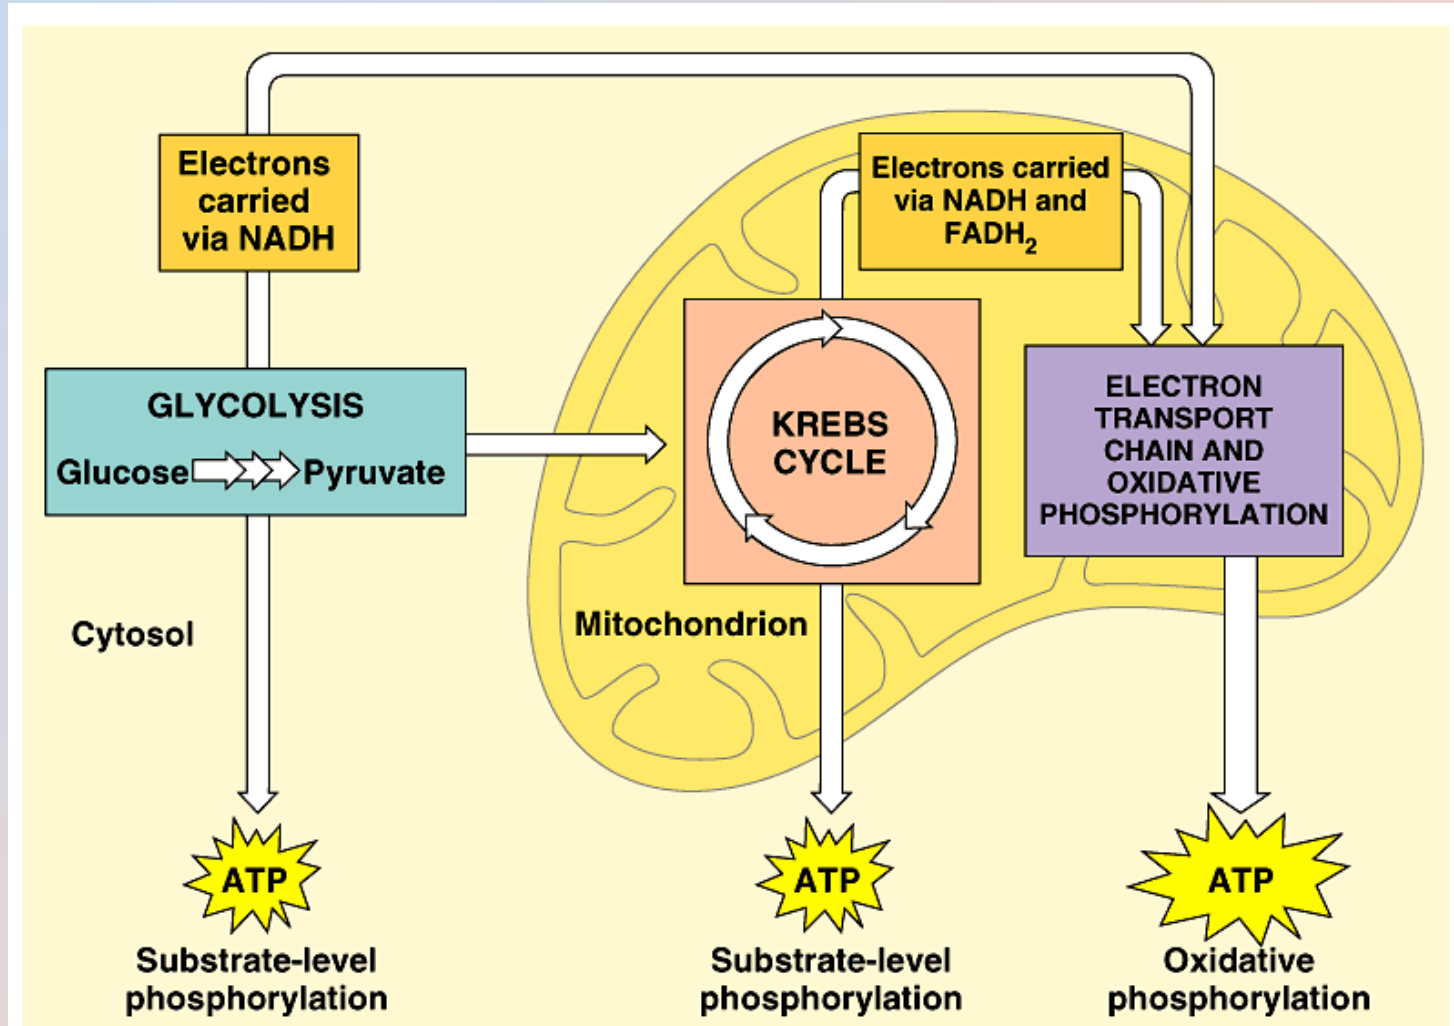 Electrons
carried
via NADH
Electrons carried
via NADH and
FADH2
GLYCOLYSIS
Glucose Pyruvate
KREBS
CYCLE
ELECTRON
TRANSPORT
CHAIN AND
OXIDATIVE
PHOSPHORYLATION
Cytosol
Mitochondrion
ATP
ATP
ATP
Substrate-level
phosphorylation
Substrate-level
phosphorylation
Oxidative
phosphorylation